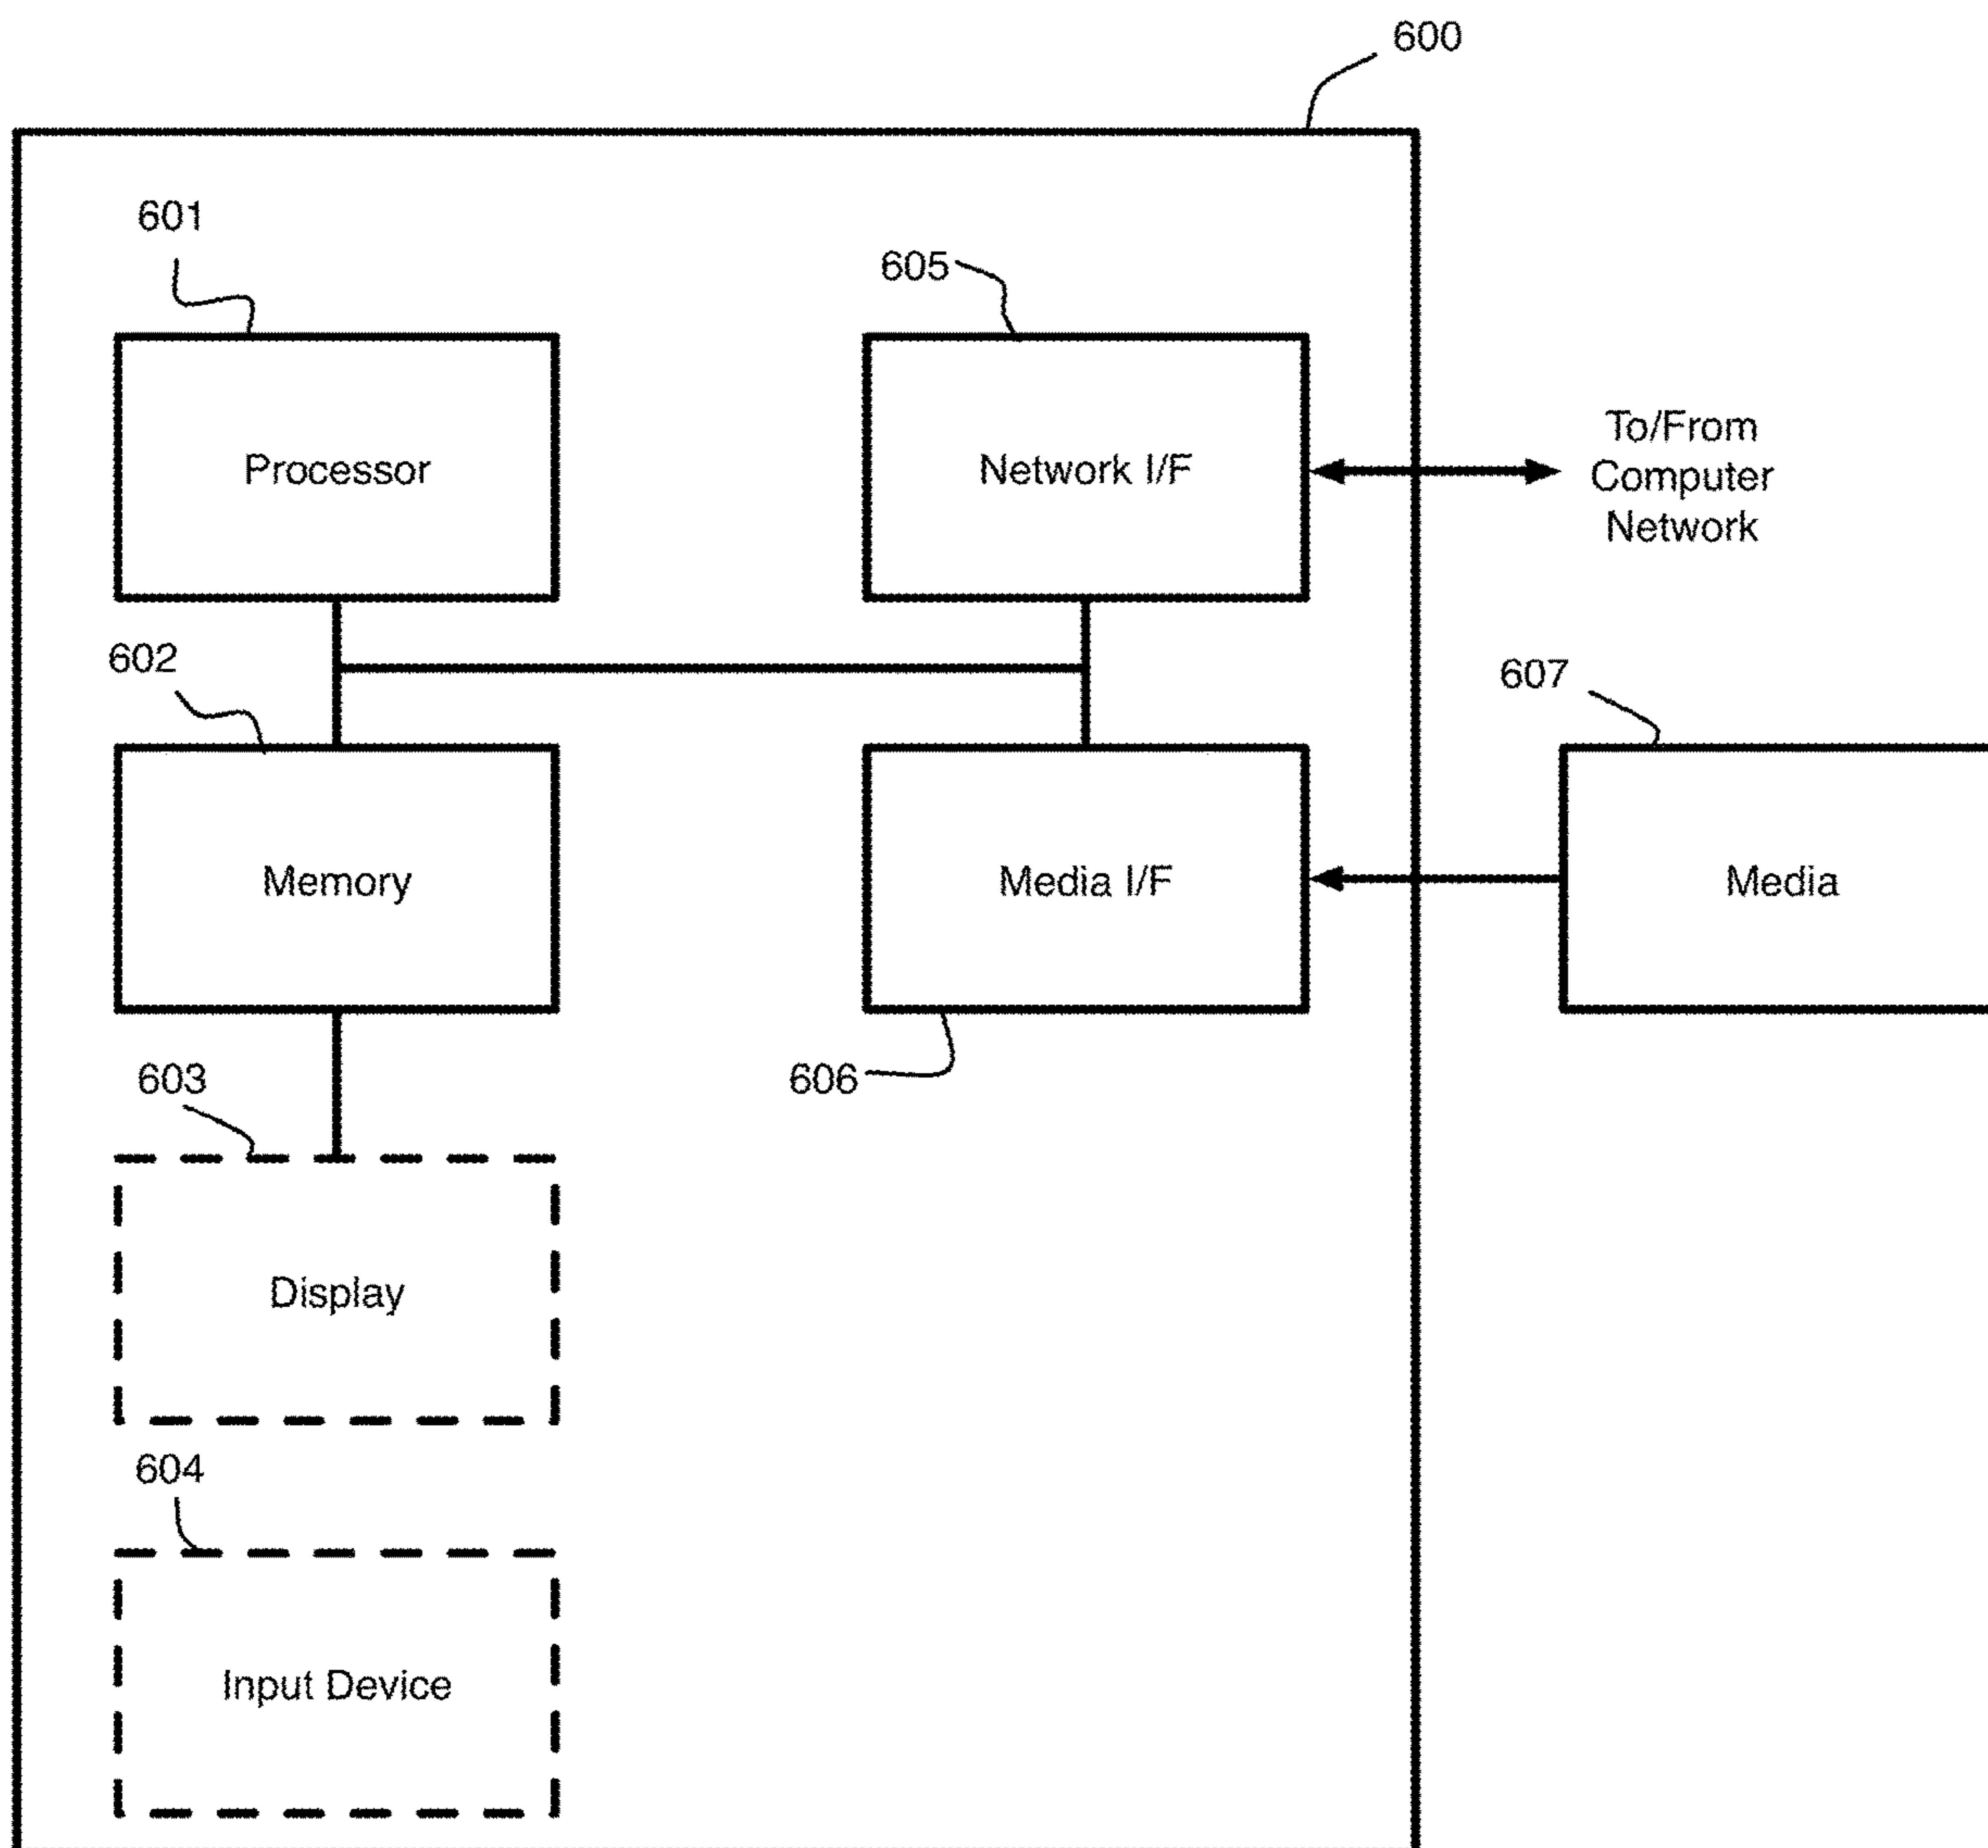 600
601
605
Processor
Network I/F
To/From
Computer
Network
602
607
Memory
Media I/F
Media
603
606
Display
604
Input Device